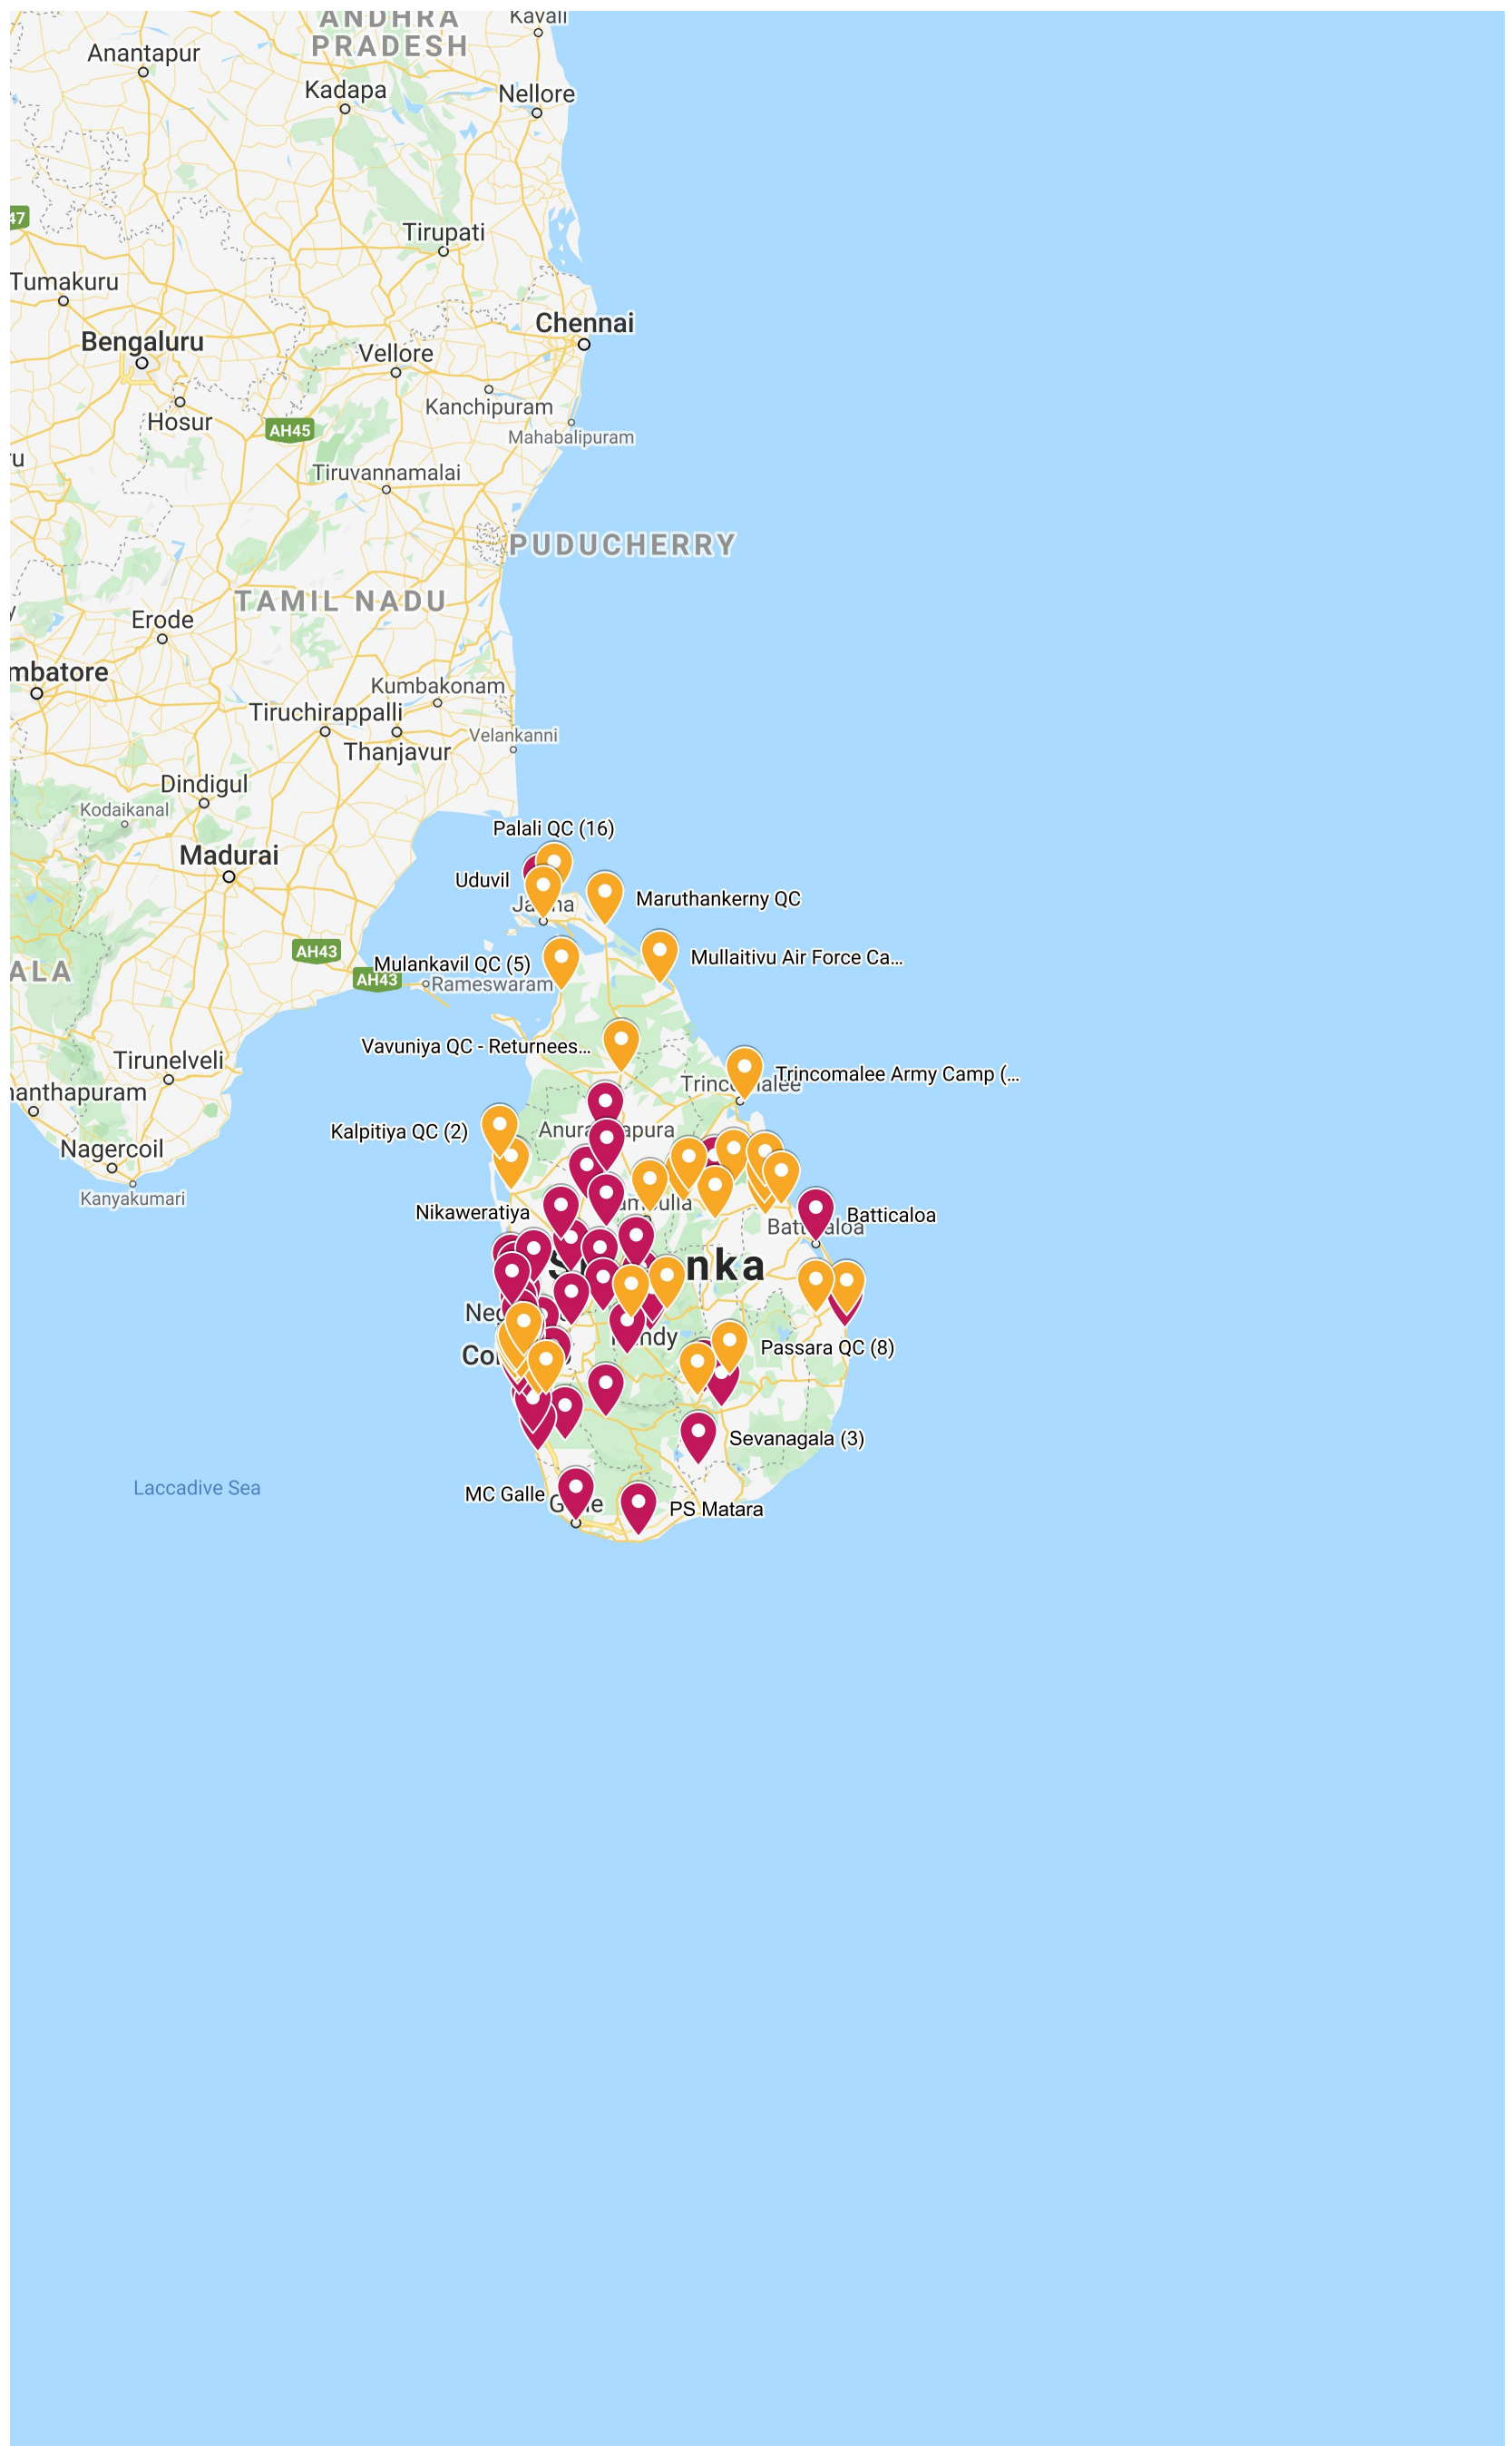 ANDHRA
PRADESH
Kavali
Anantapur
Kadapa
Nellore
47
Tirupati
Tumakuru
Chennai
Bengaluru
Vellore
Kanchipuram
Hosur
AH45
Mahabalipuram
Tiruvannamalai
PUDUCHERRY
TAMIL NADU
Erode
mbatore
Kumbakonam
Tiruchirappalli
Velankanni
Thanjavur
Dindigul
Kodaikanal
Palali QC (16)
Madurai
Uduvil
Maruthankerny QC
AH43
Mullaitivu Air Force Ca...
Mulankavil QC (5)
ALA
AH43
Rameswaram
Vavuniya QC - Returnees...
Tirunelveli
Trincomalee Army Camp (...
nanthapuram
Kalpitiya QC (2)
Nagercoil
Kanyakumari
Nikaweratiya
Batticaloa
nka
Passara QC (8)
Sevanagala (3)
Laccadive Sea
MC Galle
PS Matara